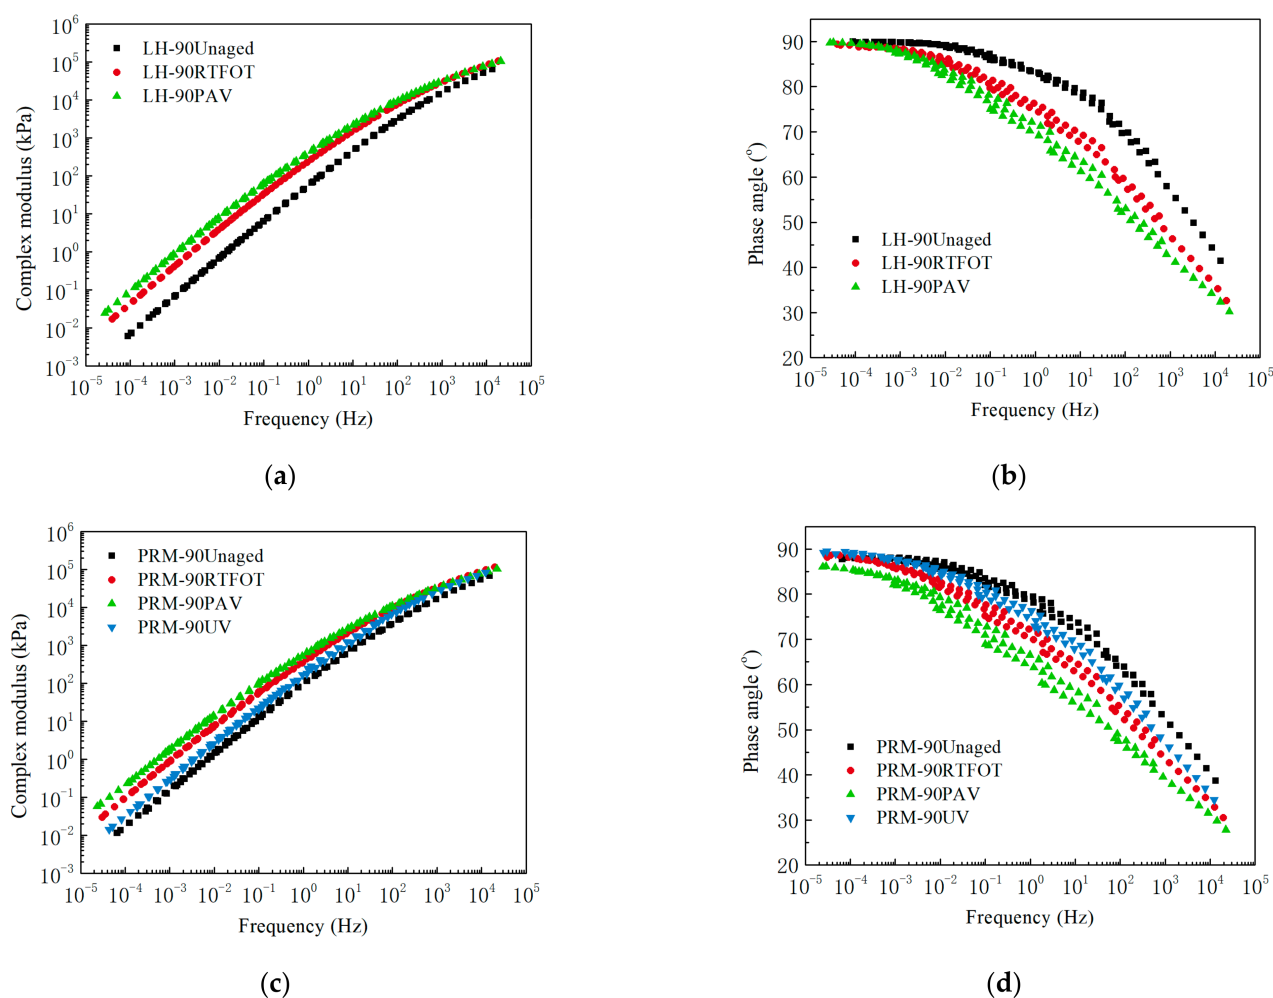 10^6
10^5
10^4
10^3
10^2
10^1
10^0
10^-1
10^-2
10^-3
Complex modulus (kPa)
LH-90Unaged
LH-90RTFOT
LH-90PAV
10^-5 10^-4 10^-3 10^-2 10^-1 10^0 10^1 10^2 10^3 10^4 10^5
Frequency (Hz)
(a)
90
80
70
60
50
40
30
20
Phase angle (°)
LH-90Unaged
LH-90RTFOT
LH-90PAV
10^-5 10^-4 10^-3 10^-2 10^-1 10^0 10^1 10^2 10^3 10^4 10^5
Frequency (Hz)
(b)
10^6
10^5
10^4
10^3
10^2
10^1
10^0
10^-1
10^-2
10^-3
Complex modulus (kPa)
PRM-90Unaged
PRM-90RTFOT
PRM-90PAV
PRM-90UV
10^-5 10^-4 10^-3 10^-2 10^-1 10^0 10^1 10^2 10^3 10^4 10^5
Frequency (Hz)
(c)
90
80
70
60
50
40
30
20
Phase angle (°)
PRM-90Unaged
PRM-90RTFOT
PRM-90PAV
PRM-90UV
10^-5 10^-4 10^-3 10^-2 10^-1 10^0 10^1 10^2 10^3 10^4 10^5
Frequency (Hz)
(d)